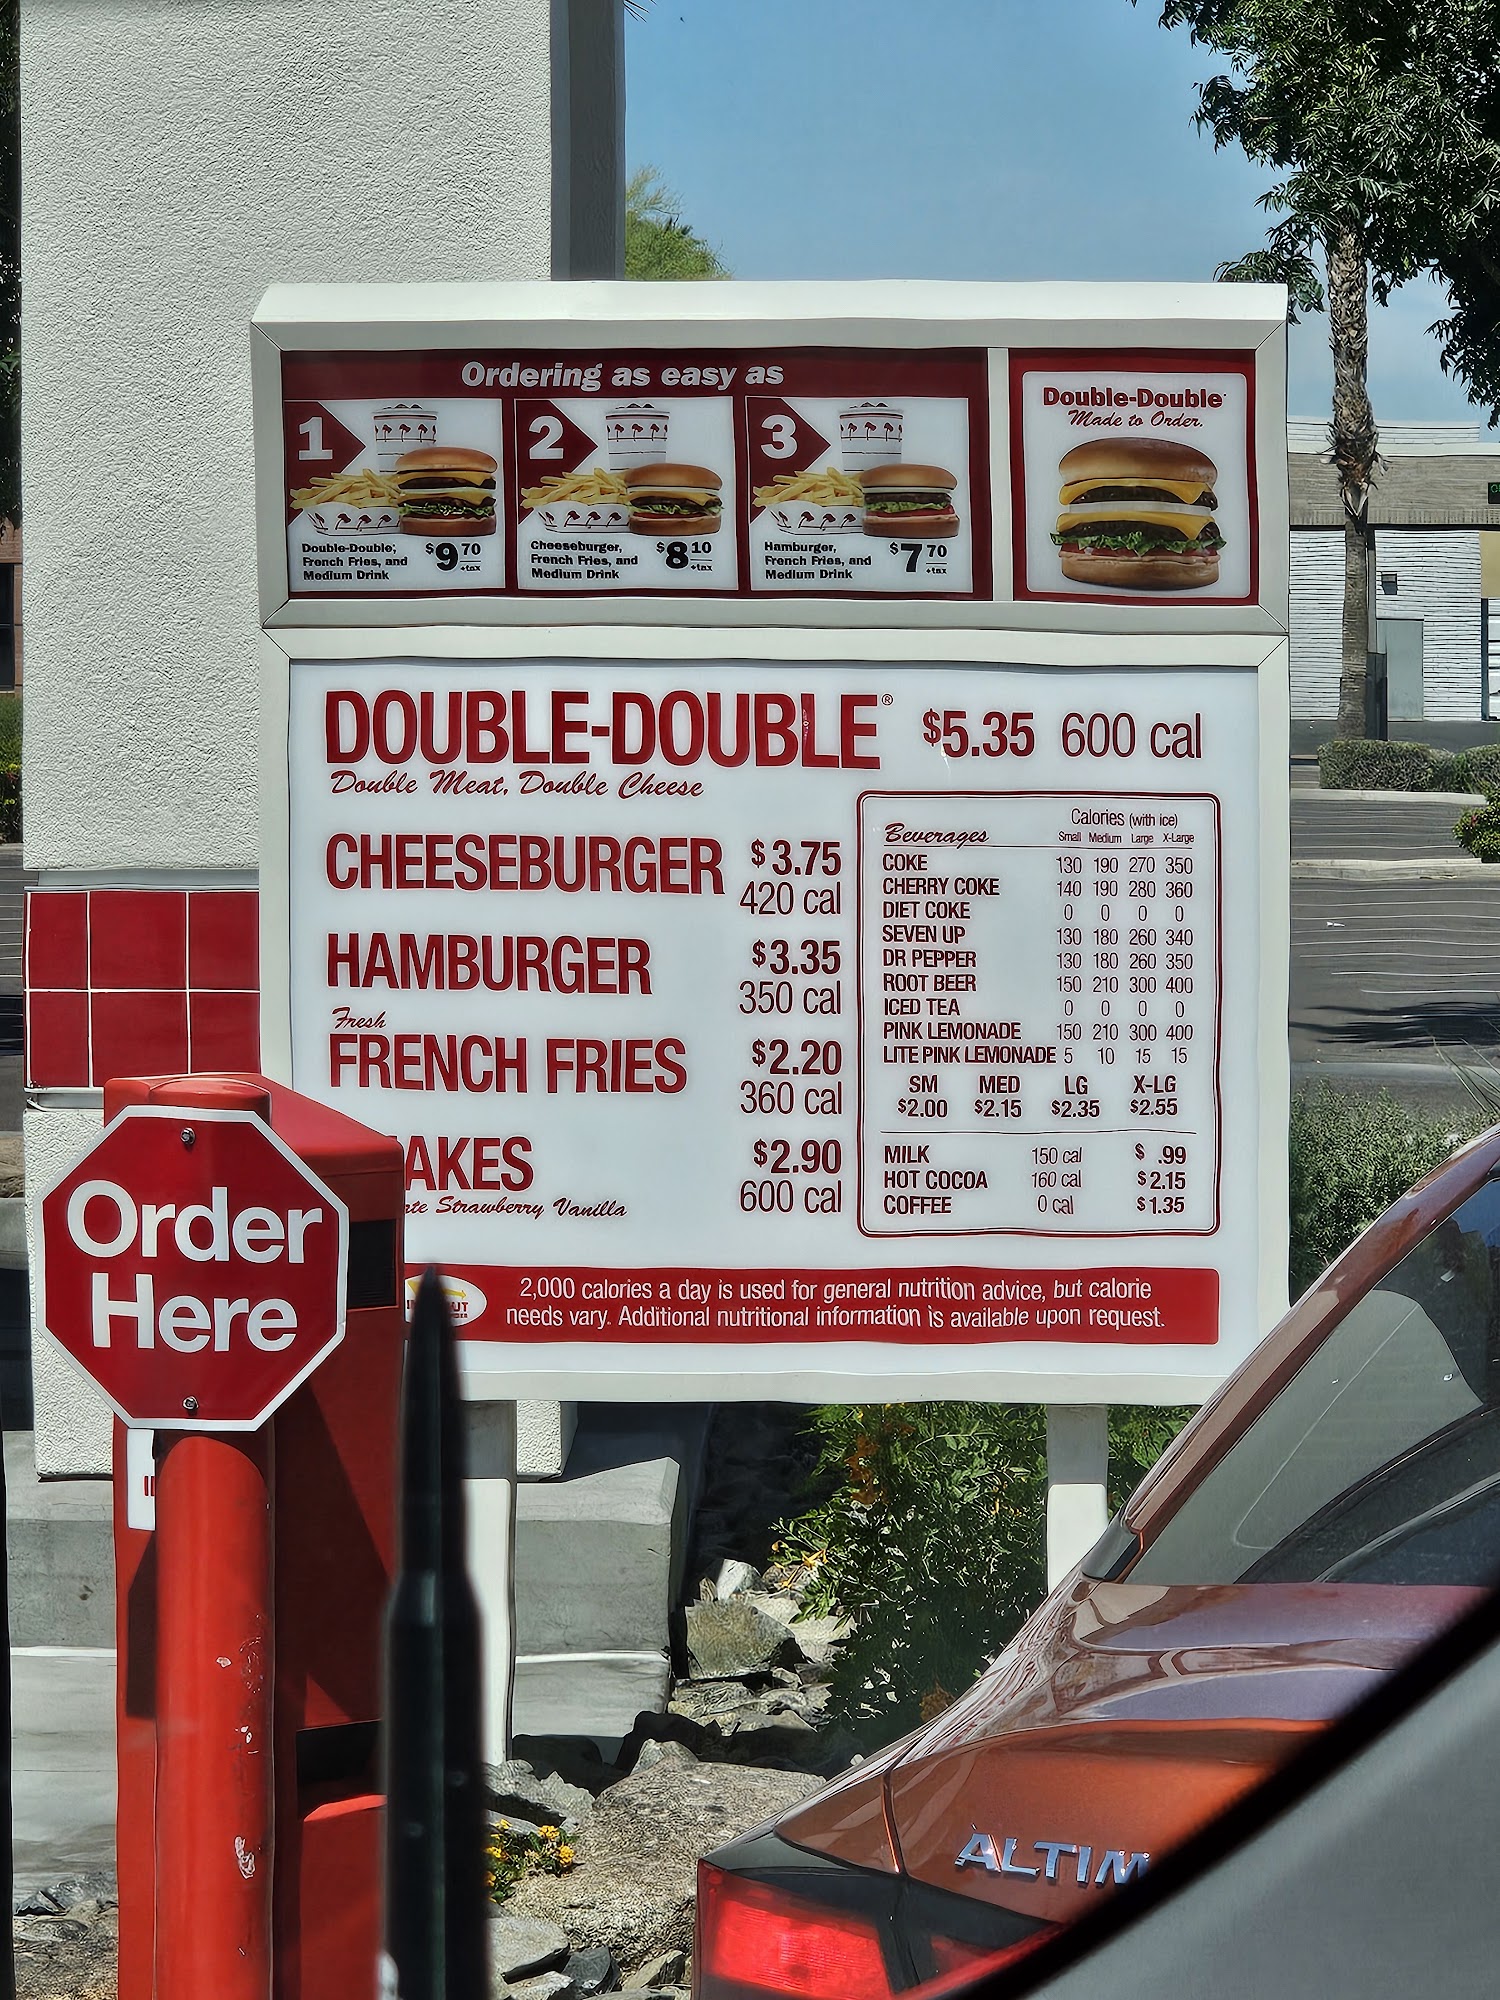 Ordering as easy as
1
Double-Double®,
French Fries, and
Medium Drink
$9 70
+tax
2
Cheeseburger,
French Fries, and
Medium Drink
$8 10
+tax
3
Hamburger,
French Fries, and
Medium Drink
$7 70
+tax
Double-Double®
Made to Order.
DOUBLE-DOUBLE® $5.35 600 cal
Double Meat, Double Cheese
CHEESEBURGER $3.75
420 cal
HAMBURGER $3.35
350 cal
Fresh
FRENCH FRIES $2.20
360 cal
AKES $2.90
600 cal
Strawberry Vanilla
Calories (with ice)
Beverages Small Medium Large X-Large
COKE 130 190 270 350
CHERRY COKE 140 190 280 360
DIET COKE 0 0 0 0
SEVEN UP 130 180 260 340
DR PEPPER 130 180 260 350
ROOT BEER 150 210 300 400
ICED TEA 0 0 0 0
PINK LEMONADE 150 210 300 400
LITE PINK LEMONADE 5 10 15 15
SM MED LG X-LG
$2.00 $2.15 $2.35 $2.55
MILK 150 cal $ .99
HOT COCOA 160 cal $2.15
COFFEE 0 cal $1.35
2,000 calories a day is used for general nutrition advice, but calorie
needs vary. Additional nutritional information is available upon request.
Order
Here
ALTIM